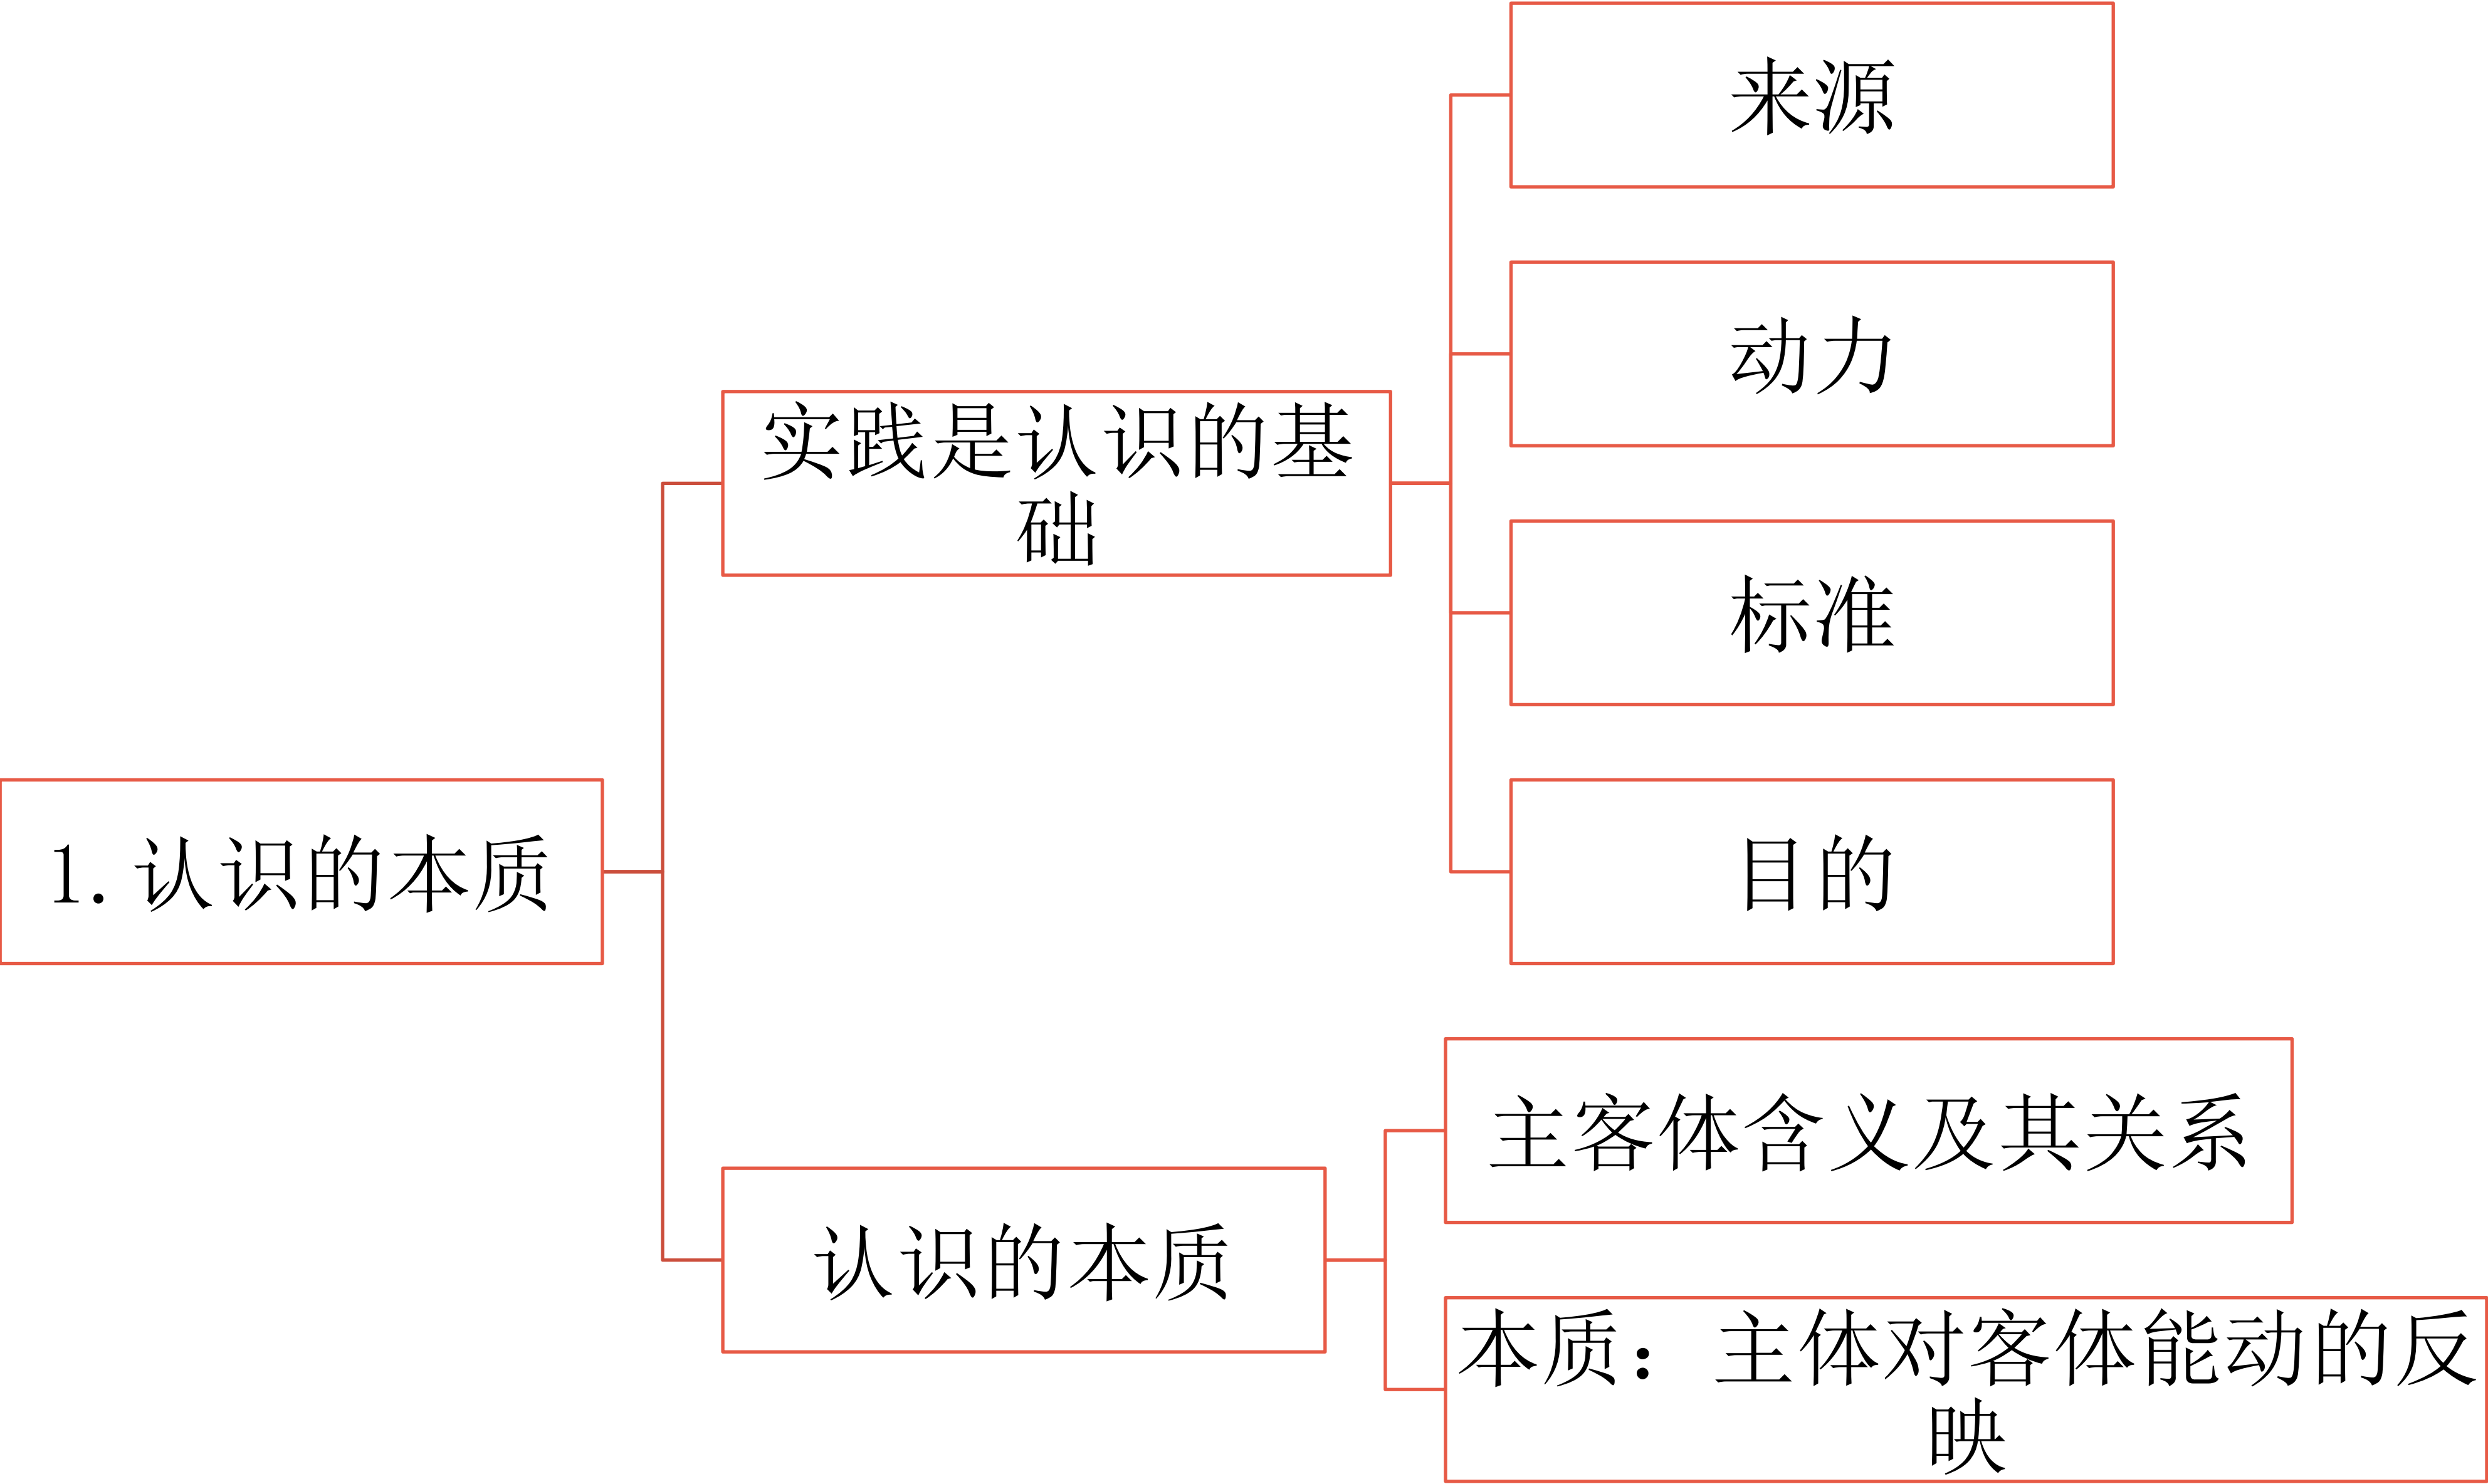 来源
动力
实践是认识的基
础
标准
1.认识的本质
目的
主客体含义及其关系
认识的本质
本质：主体对客体能动的反
映